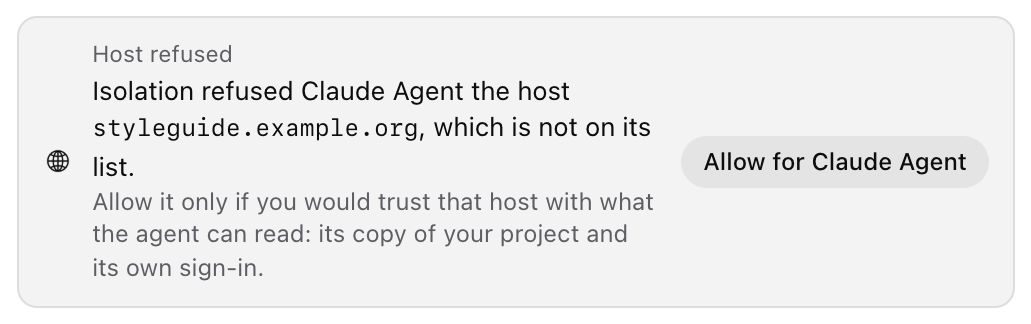 Host refused
Isolation refused Claude Agent the host
styleguide.example.org, which is not on its
list.
Allow it only if you would trust that host with what
the agent can read: its copy of your project and
its own sign-in.
Allow for Claude Agent